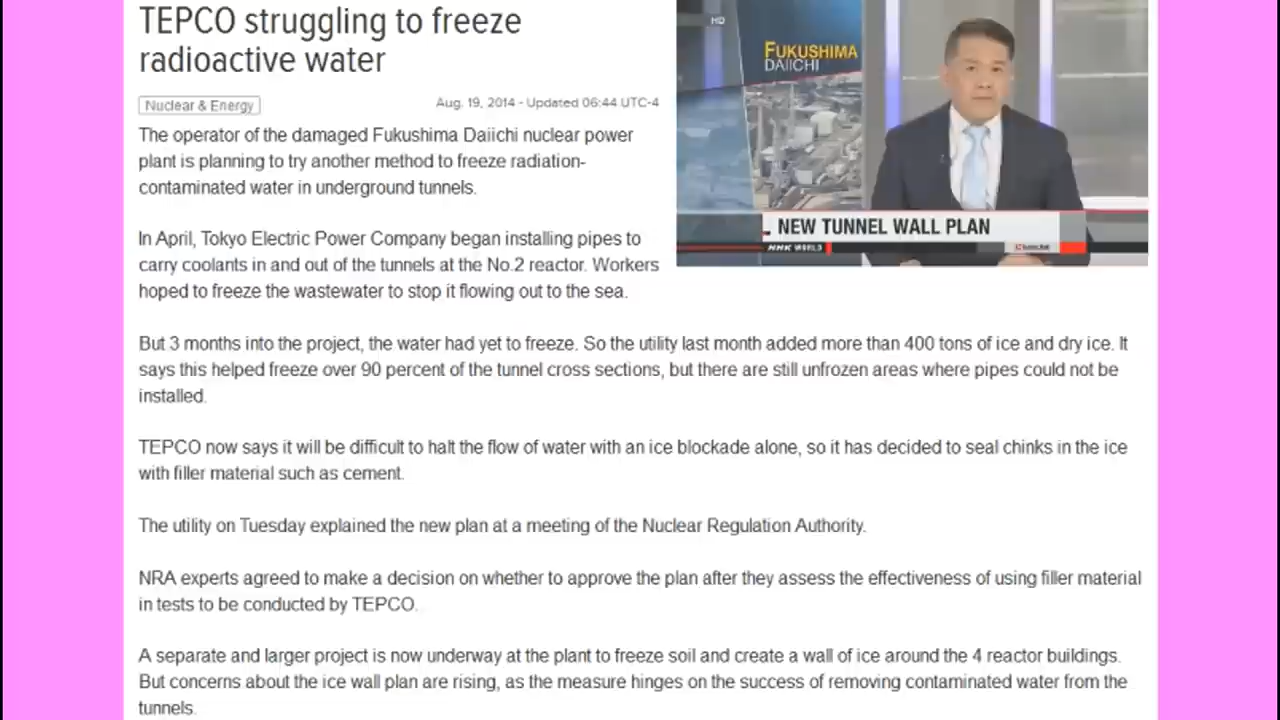 TEPCO struggling to freeze
radioactive water
Nuclear & Energy
Aug. 19, 2014 - Updated 06:44 UTC-4
The operator of the damaged Fukushima Daiichi nuclear power
plant is planning to try another method to freeze radiation-
contaminated water in underground tunnels.
In April, Tokyo Electric Power Company began installing pipes to
carry coolants in and out of the tunnels at the No.2 reactor. Workers
hoped to freeze the wastewater to stop it flowing out to the sea.
HD
FUKUSHIMA
DAIICHI
NEW TUNNEL WALL PLAN
NHK WORLD
But 3 months into the project, the water had yet to freeze. So the utility last month added more than 400 tons of ice and dry ice. It
says this helped freeze over 90 percent of the tunnel cross sections, but there are still unfrozen areas where pipes could not be
installed.
TEPCO now says it will be difficult to halt the flow of water with an ice blockade alone, so it has decided to seal chinks in the ice
with filler material such as cement.
The utility on Tuesday explained the new plan at a meeting of the Nuclear Regulation Authority.
NRA experts agreed to make a decision on whether to approve the plan after they assess the effectiveness of using filler material
in tests to be conducted by TEPCO.
A separate and larger project is now underway at the plant to freeze soil and create a wall of ice around the 4 reactor buildings.
But concerns about the ice wall plan are rising, as the measure hinges on the success of removing contaminated water from the
tunnels.